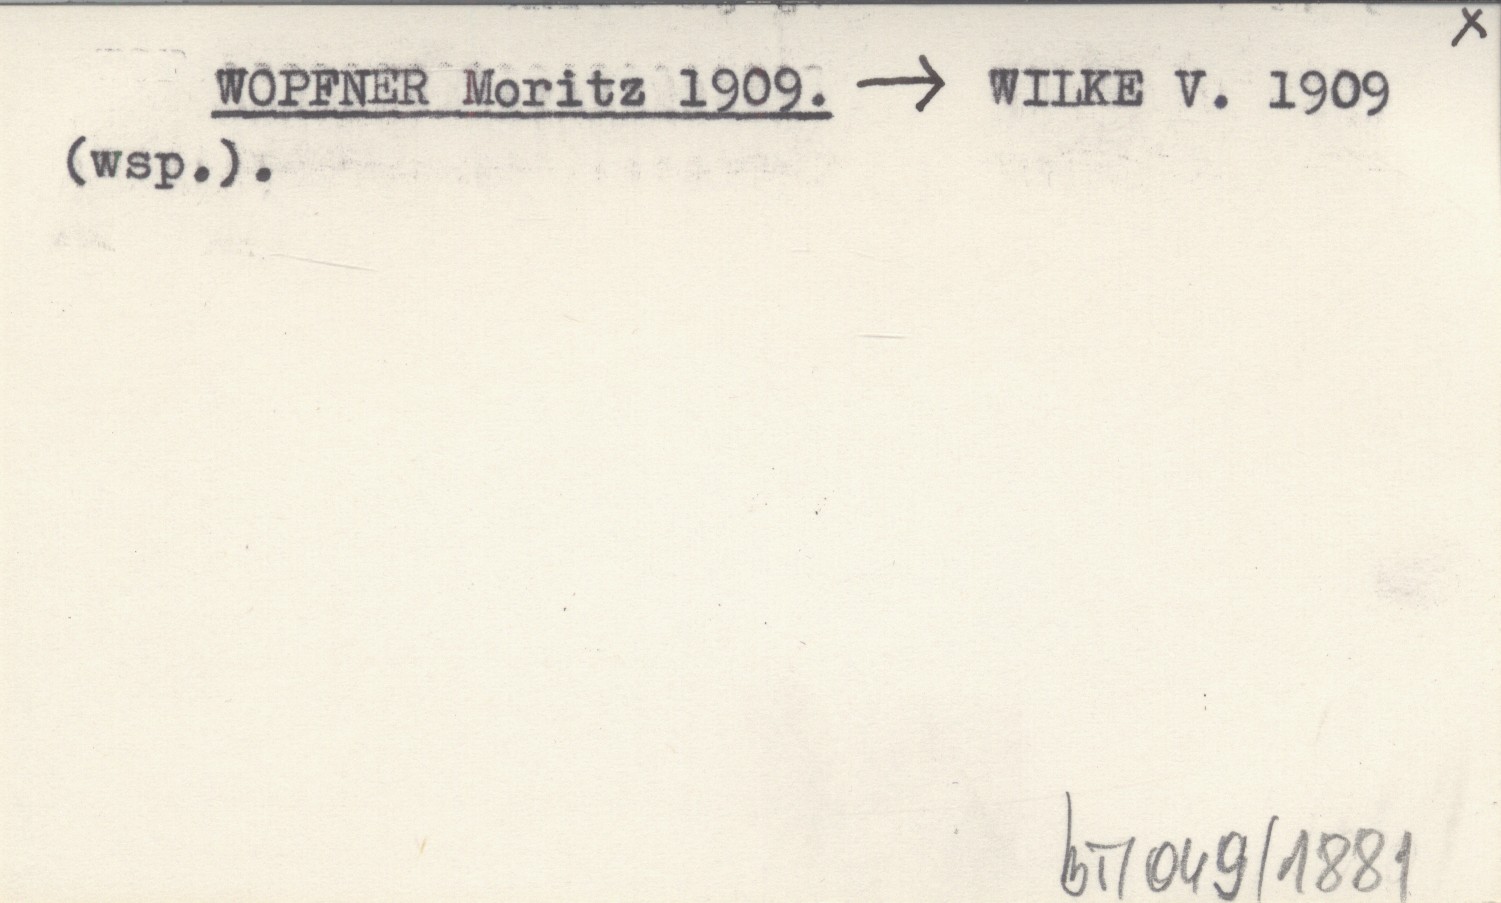 X
WOPFNER Moritz 1909. → WILKE V. 1909
(wsp.).
bT/049/1881